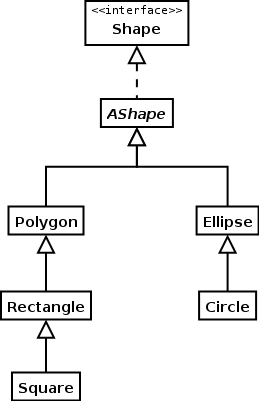 <<interface>>
Shape
AShape
Polygon
Ellipse
Rectangle
Circle
Square